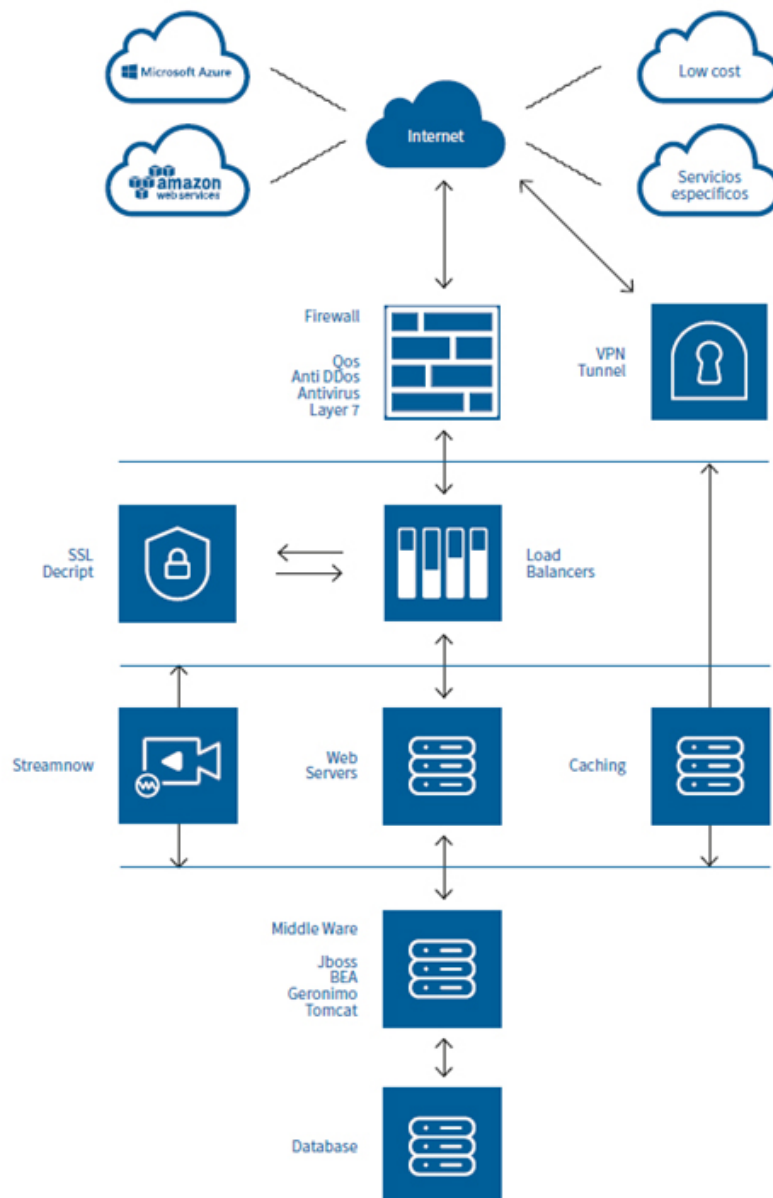 Microsoft Azure
Low cost
Internet
amazon
web services
Servicios
específicos
Firewall
Qos
Anti DDos
Antivirus
Layer 7
VPN
Tunnel
SSL
Decript
Load
Balancers
Streamnow
Web
Servers
Caching
Middle Ware
Jboss
BEA
Geronimo
Tomcat
Database